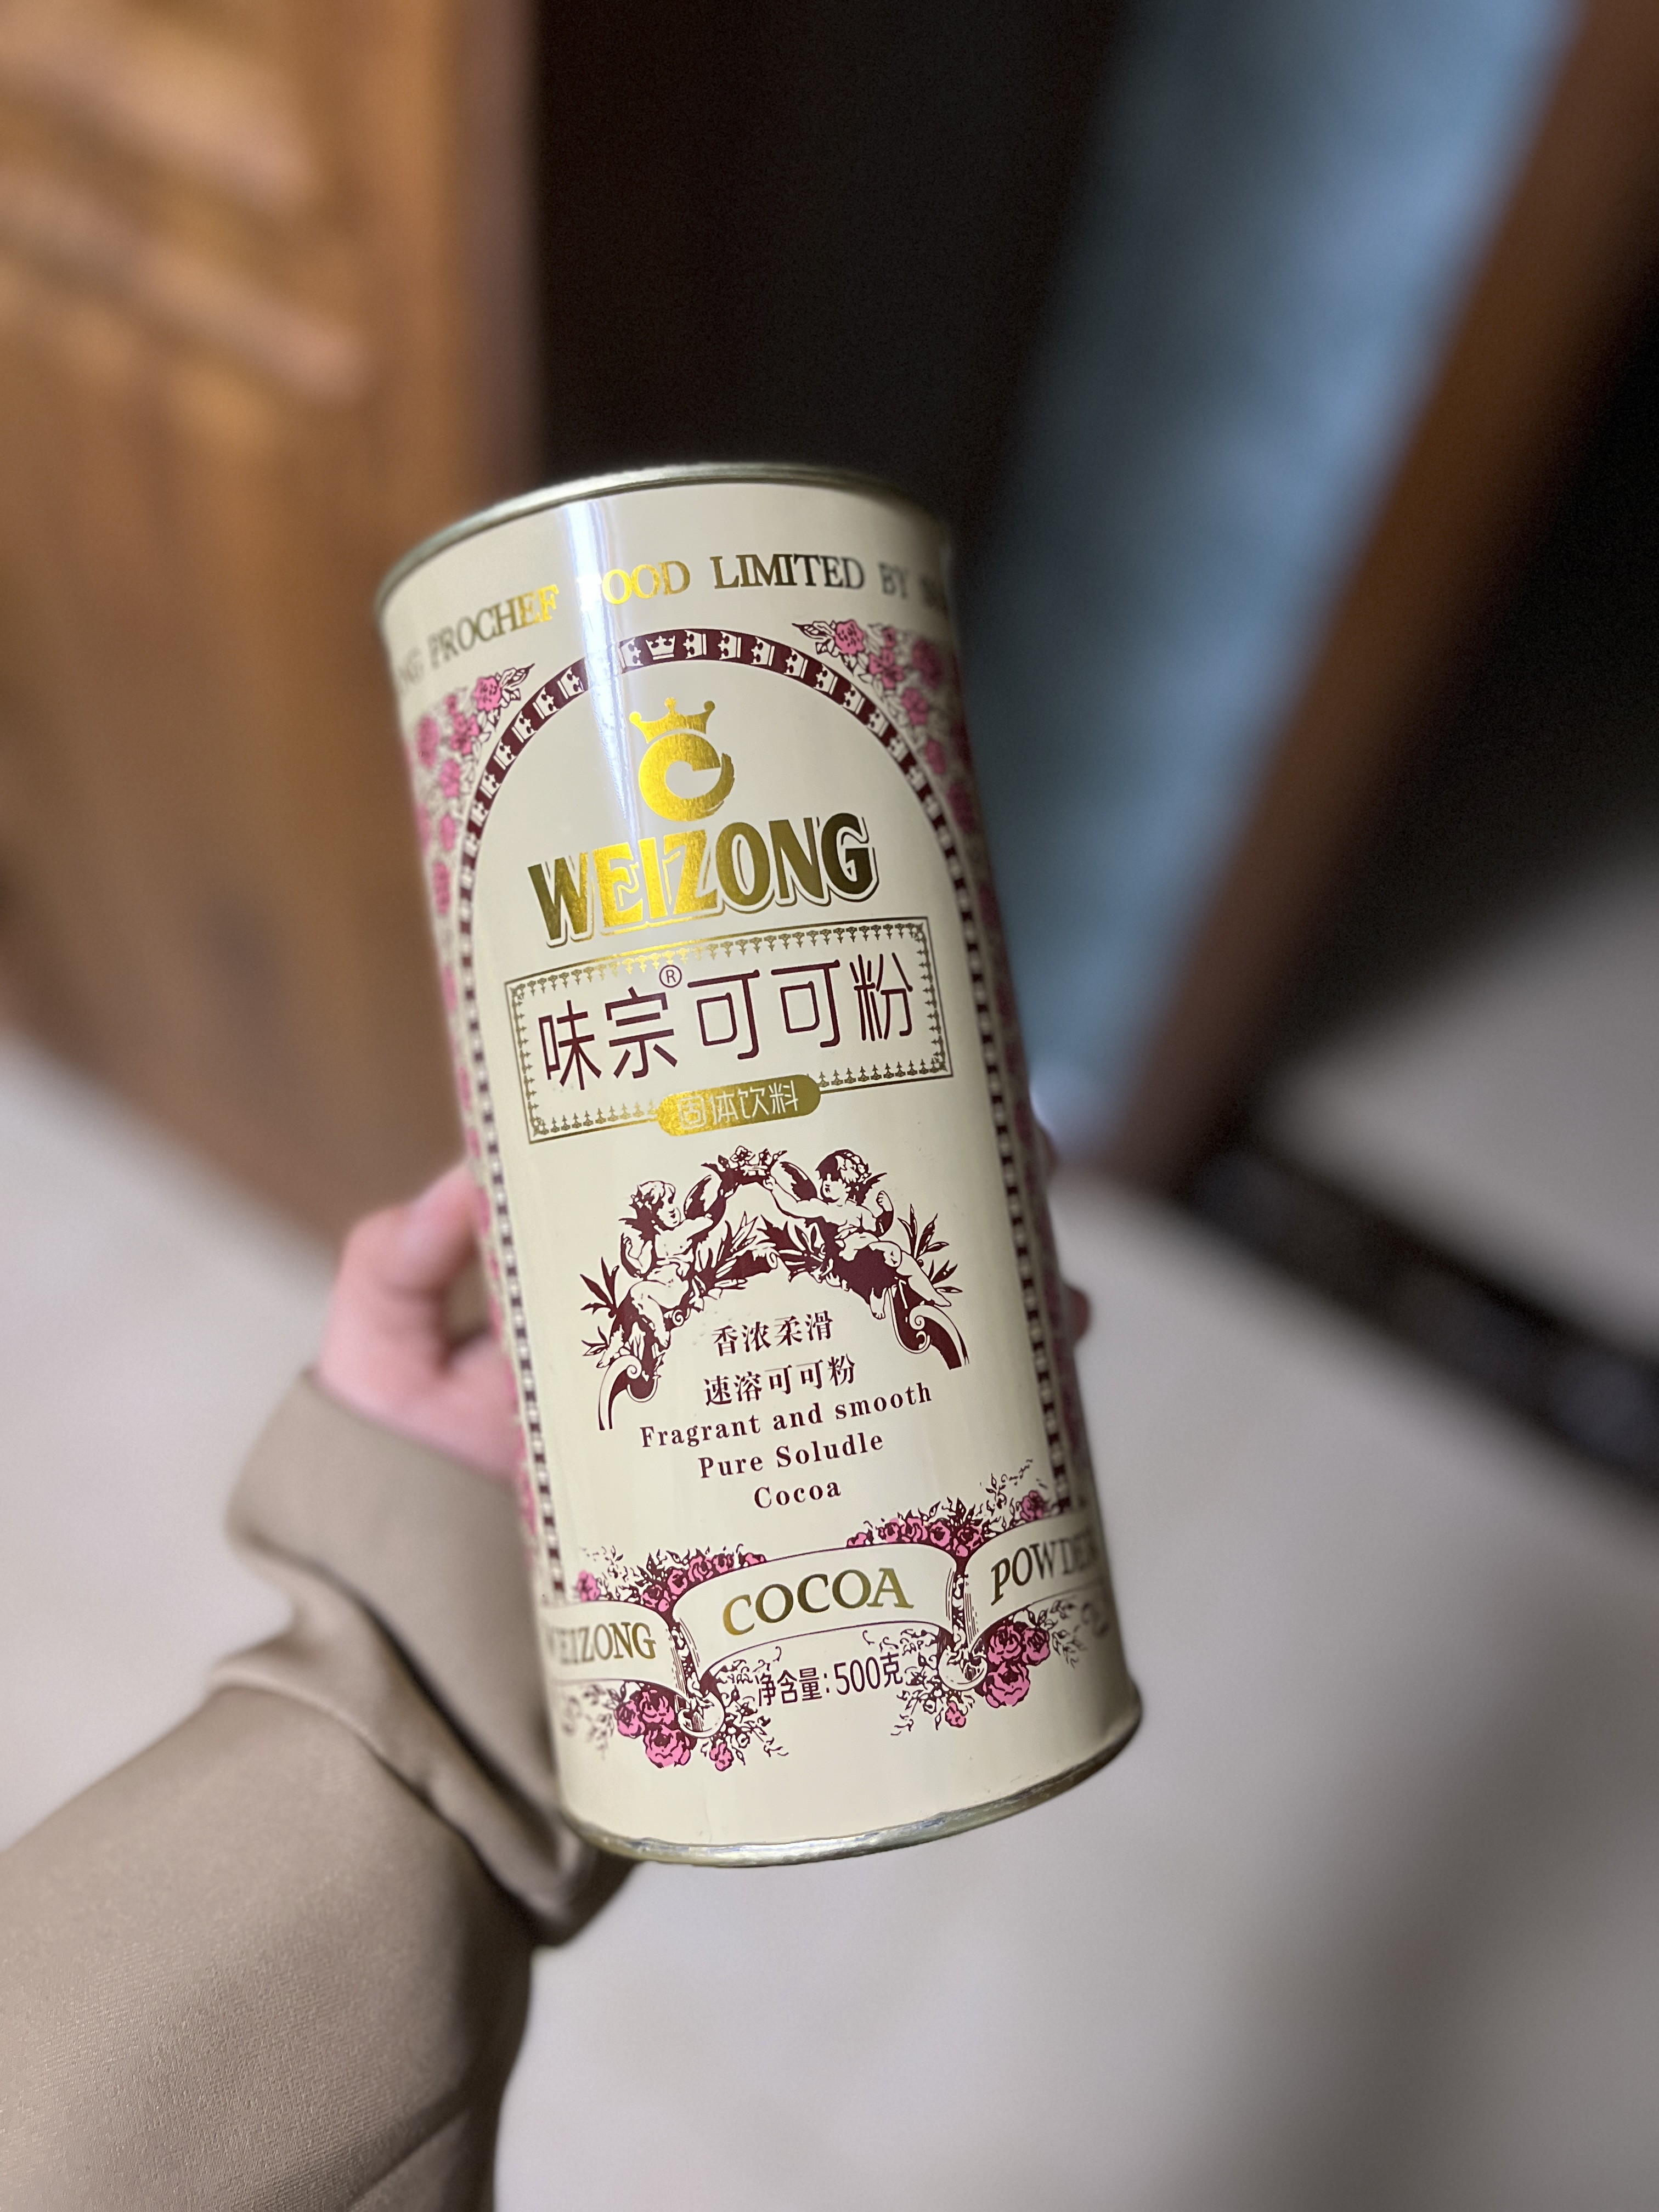 PROCHEF FOOD LIMITED BY
WEIZONG
味宗®可可粉
固体饮料
香浓柔滑
速溶可可粉
Fragrant and smooth
Pure Soludle
Cocoa
WEIZONG COCOA POWDER
净含量:500克